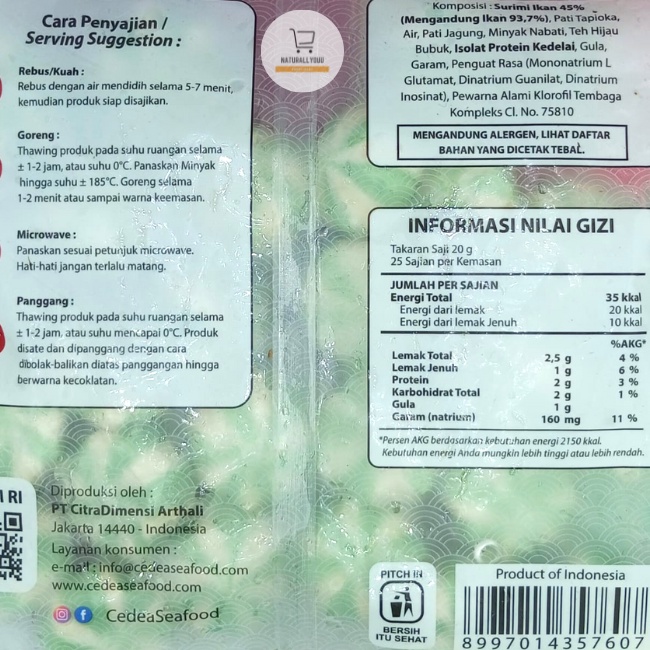 Cara Penyajian /
Serving Suggestion :
Rebus/Kuah :
Rebus dengan air mendidih selama 5-7 menit,
kemudian produk siap disajikan.
Goreng :
Thawing produk pada suhu ruangan selama
± 1-2 jam, atau suhu 0°C. Panaskan Minyak
hingga suhu ± 185°C. Goreng selama
1-2 menit atau sampai warna keemasan.
Microwave :
Panaskan sesuai petunjuk microwave.
Hati-hati jangan terlalu matang.
Panggang :
Thawing produk pada suhu ruangan selama
± 1-2 jam, atau suhu mencapai 0°C. Produk
disate dan dipanggang dengan cara
dibolak-balikan diatas panggangan hingga
berwarna kecoklatan.
RI
Diproduksi oleh :
PT CitraDimensi Arthali
Jakarta 14440 - Indonesia
Layanan konsumen :
e-mail : info@cedeaseafood.com
www.cedeaseafood.com
CedeaSeafood
NATURALLYOUU
Komposisi : Surimi Ikan 45%
(Mengandung Ikan 93,7%), Pati Tapioka,
Air, Pati Jagung, Minyak Nabati, Teh Hijau
Bubuk, Isolat Protein Kedelai, Gula,
Garam, Penguat Rasa (Mononatrium L
Glutamat, Dinatrium Guanilat, Dinatrium
Inosinat), Pewarna Alami Klorofil Tembaga
Kompleks Cl. No. 75810
MENGANDUNG ALERGEN, LIHAT DAFTAR
BAHAN YANG DICETAK TEBAL.
INFORMASI NILAI GIZI
Takaran Saji 20 g
25 Sajian per Kemasan
JUMLAH PER SAJIAN
Energi Total 35 kkal
Energi dari lemak 20 kkal
Energi dari lemak Jenuh 10 kkal
%AKG*
Lemak Total 2,5 g 4 %
Lemak Jenuh 1 g 6 %
Protein 2 g 3 %
Karbohidrat Total 2 g 1 %
Gula 1 g
Garam (natrium) 160 mg 11 %
*Persen AKG berdasarkan kebutuhan energi 2150 kkal.
Kebutuhan energi Anda mungkin lebih tinggi atau lebih rendah.
PITCH IN
BERSIH
ITU SEHAT
Product of Indonesia
8997014357607